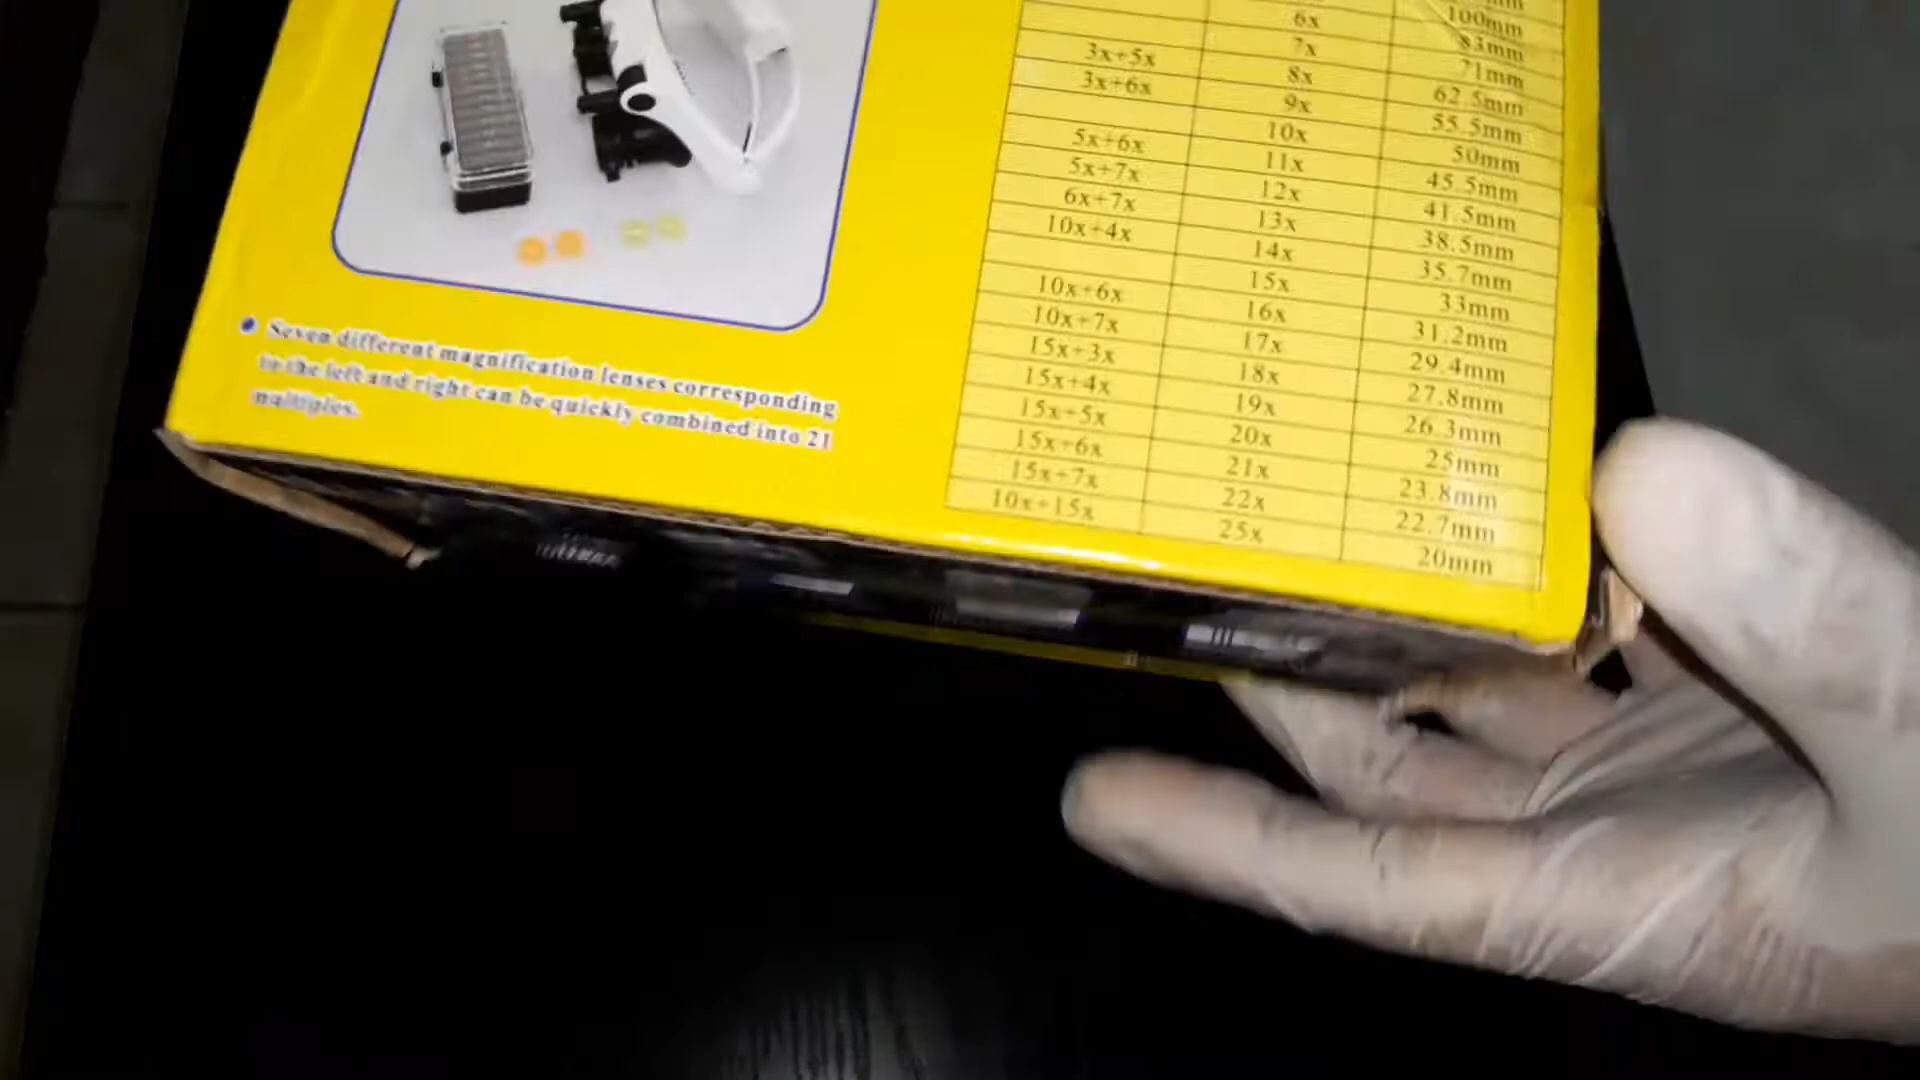 100mm
6x 83mm
7x 71mm
3x+5x 8x 62.5mm
3x+6x 9x 55.5mm
10x 50mm
5x+6x 11x 45.5mm
5x+7x 12x 41.5mm
6x+7x 13x 38.5mm
10x+4x 14x 35.7mm
15x 33mm
10x+6x 16x 31.2mm
10x+7x 17x 29.4mm
15x+3x 18x 27.8mm
15x+4x 19x 26.3mm
15x+5x 20x 25mm
15x+6x 21x 23.8mm
15x+7x 22x 22.7mm
10x+15x 25x 20mm
Seven different magnification lenses corresponding
to the left and right can be quickly combined into 21
multiples.